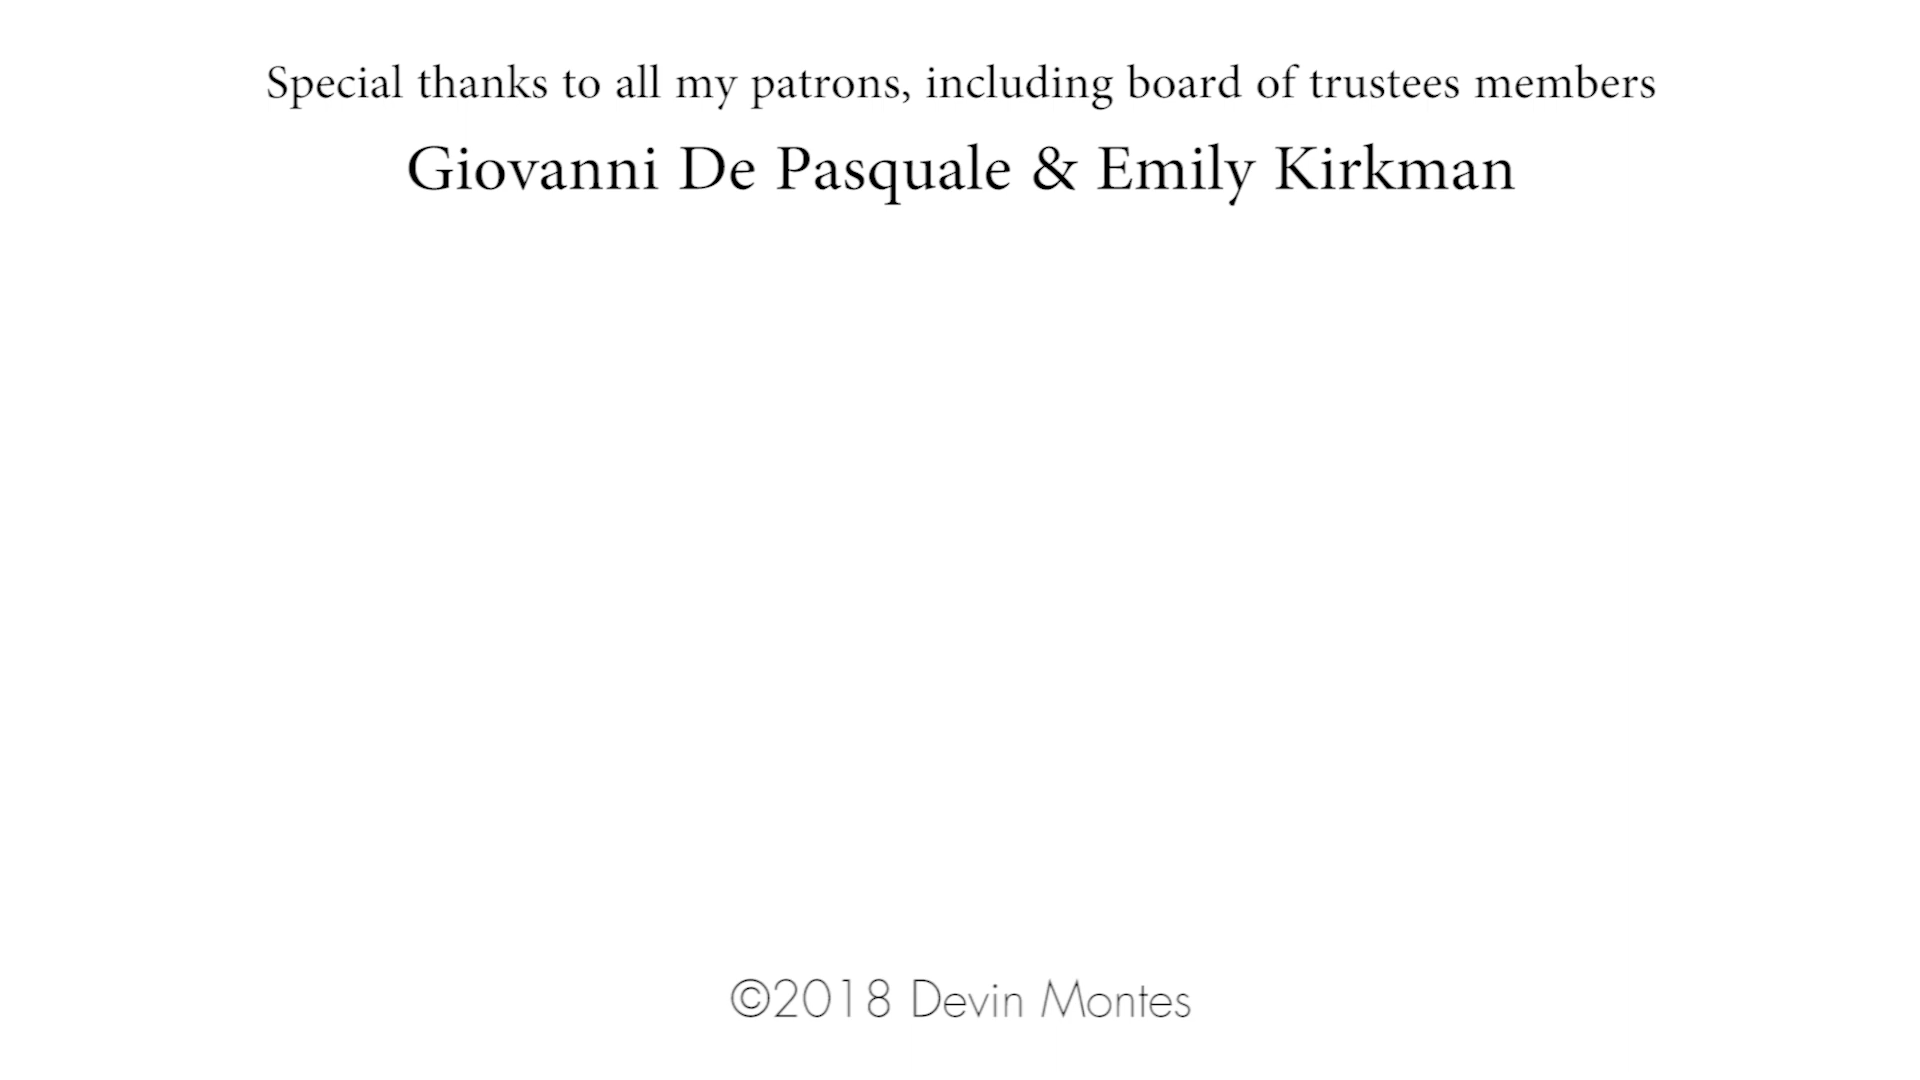 Special thanks to all my patrons, including board of trustees members
Giovanni De Pasquale & Emily Kirkman
©2018 Devin Montes